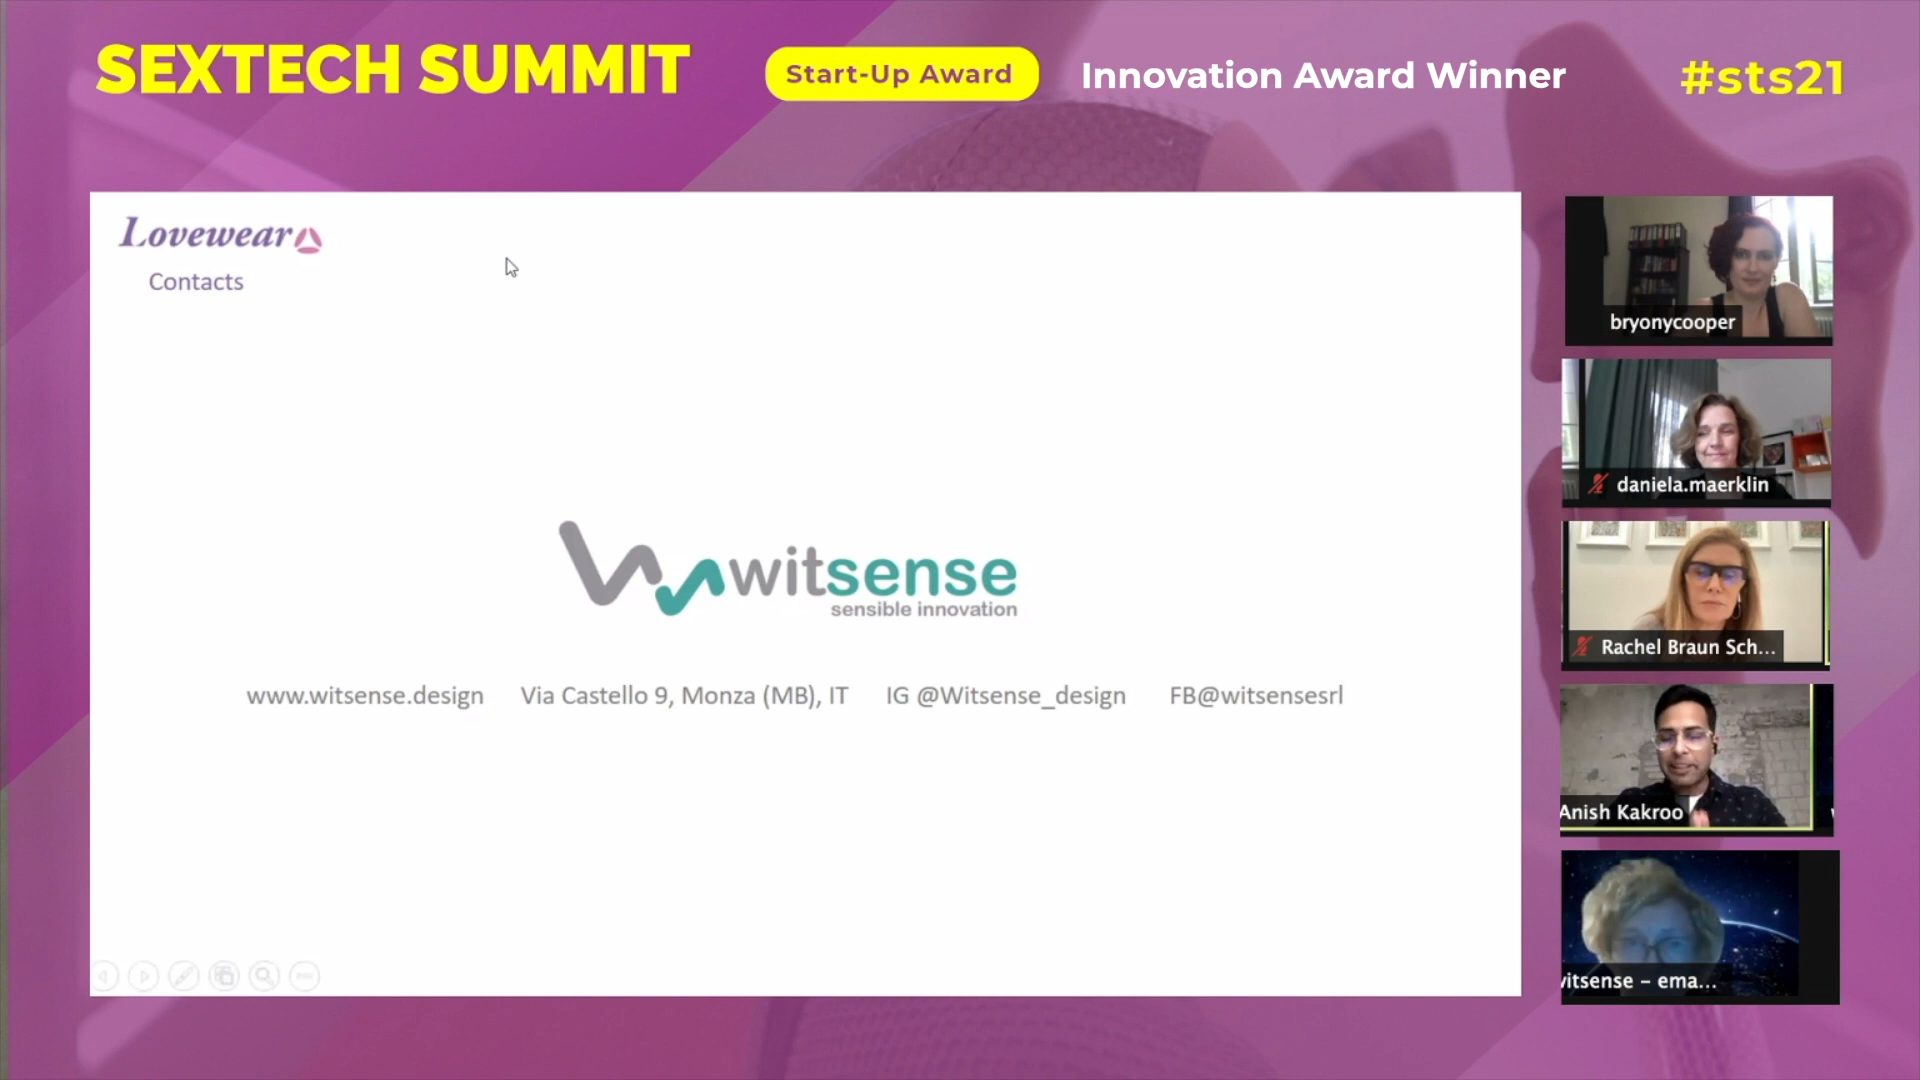 SEXTECH SUMMIT
Start-Up Award
Innovation Award Winner
#sts21
Lovewear
Contacts
witsense
sensible innovation
www.witsense.design
Via Castello 9, Monza (MB), IT
IG @Witsense_design
FB@witsensesrl
bryonycooper
daniela.maerklin
Rachel Braun Sch...
Anish Kakroo
vitsense – ema...